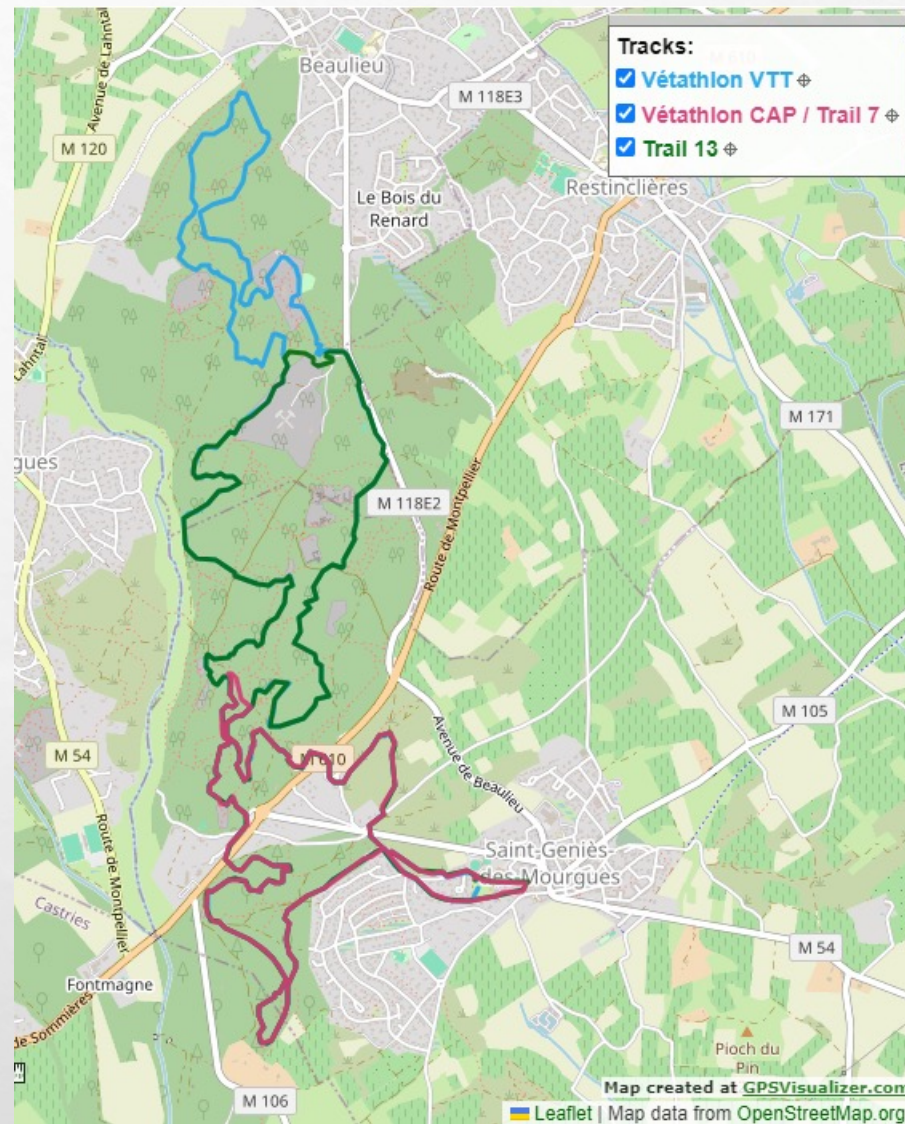 Tracks:
Vétathlon VTT
Vétathlon CAP / Trail 7
Trail 13
Beaulieu
M 118E3
Avenue de Lahntal
M 120
Restinclières
Le Bois du
Renard
Lahntal
M 171
gues
M 118E2
Route de Montpellier
M 105
M 610
M 54
Avenue de Beaulieu
Route de Montpellier
Saint-Geniès-
des-Mourgues
Castries
M 54
Fontmagne
de Sommières
Pioch du
Pin
M 106
Map created at GPSVisualizer.com
Leaflet | Map data from OpenStreetMap.org